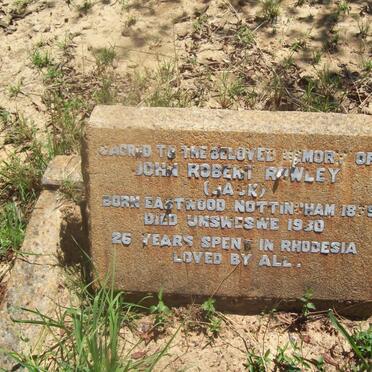 SACRED TO THE BELOVED MEMORY OF
JOHN ROBERT RAWLEY
(JACK)
BORN EASTWOOD NOTTINGHAM
DIED UMSWESWE 1930
26 YEARS SPENT IN RHODESIA
LOVED BY ALL.